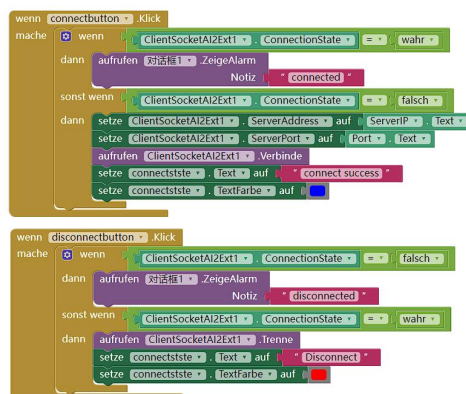 wenn connectbutton .Klick
mache wenn ClientSocketAI2Ext1 . ConnectionState = wahr
dann aufrufen 对话框1 .ZeigeAlarm
Notiz " connected "
sonst wenn ClientSocketAI2Ext1 . ConnectionState = falsch
dann setze ClientSocketAI2Ext1 . ServerAddress auf ServerIP . Text
setze ClientSocketAI2Ext1 . ServerPort auf Port . Text
aufrufen ClientSocketAI2Ext1 .Verbinde
setze connectstste . Text auf " connect success "
setze connectstste . TextFarbe auf
wenn disconnectbutton .Klick
mache wenn ClientSocketAI2Ext1 . ConnectionState = falsch
dann aufrufen 对话框1 .ZeigeAlarm
Notiz " disconnected "
sonst wenn ClientSocketAI2Ext1 . ConnectionState = wahr
dann aufrufen ClientSocketAI2Ext1 .Trenne
setze connectstste . Text auf " Disconnect "
setze connectstste . TextFarbe auf